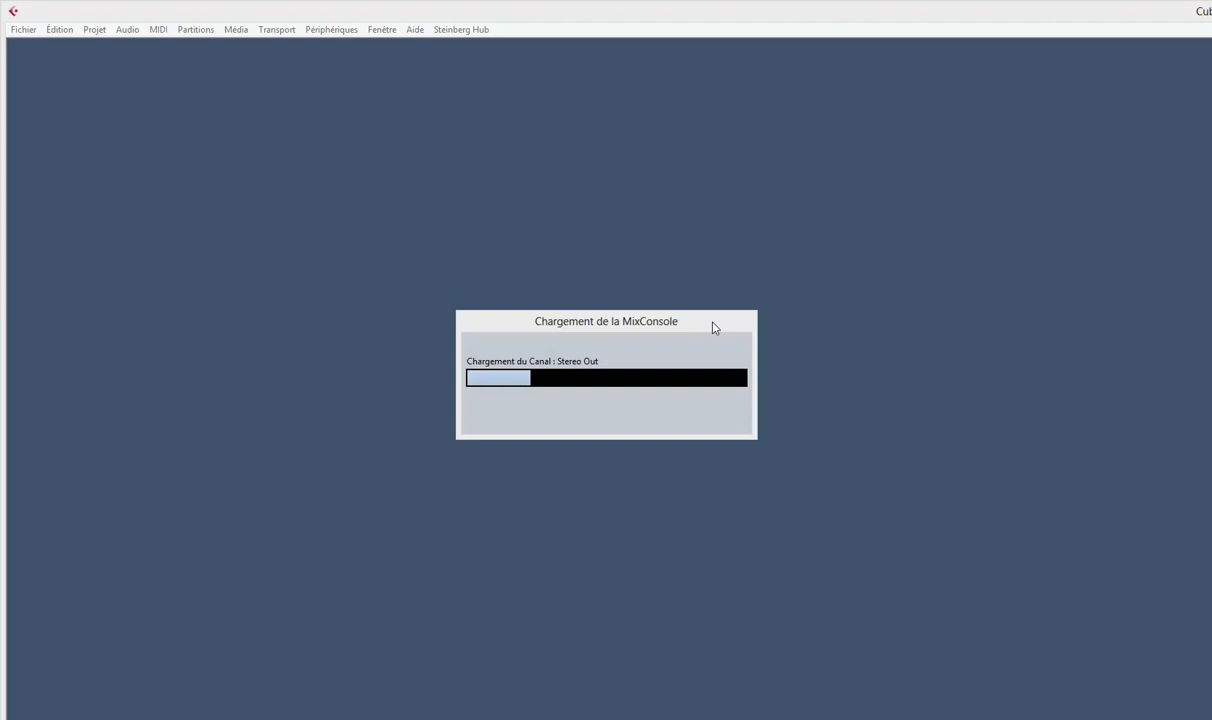 Cub
Fichier Édition Projet Audio MIDI Partitions Média Transport Périphériques Fenêtre Aide Steinberg Hub
Chargement de la MixConsole
Chargement du Canal : Stereo Out